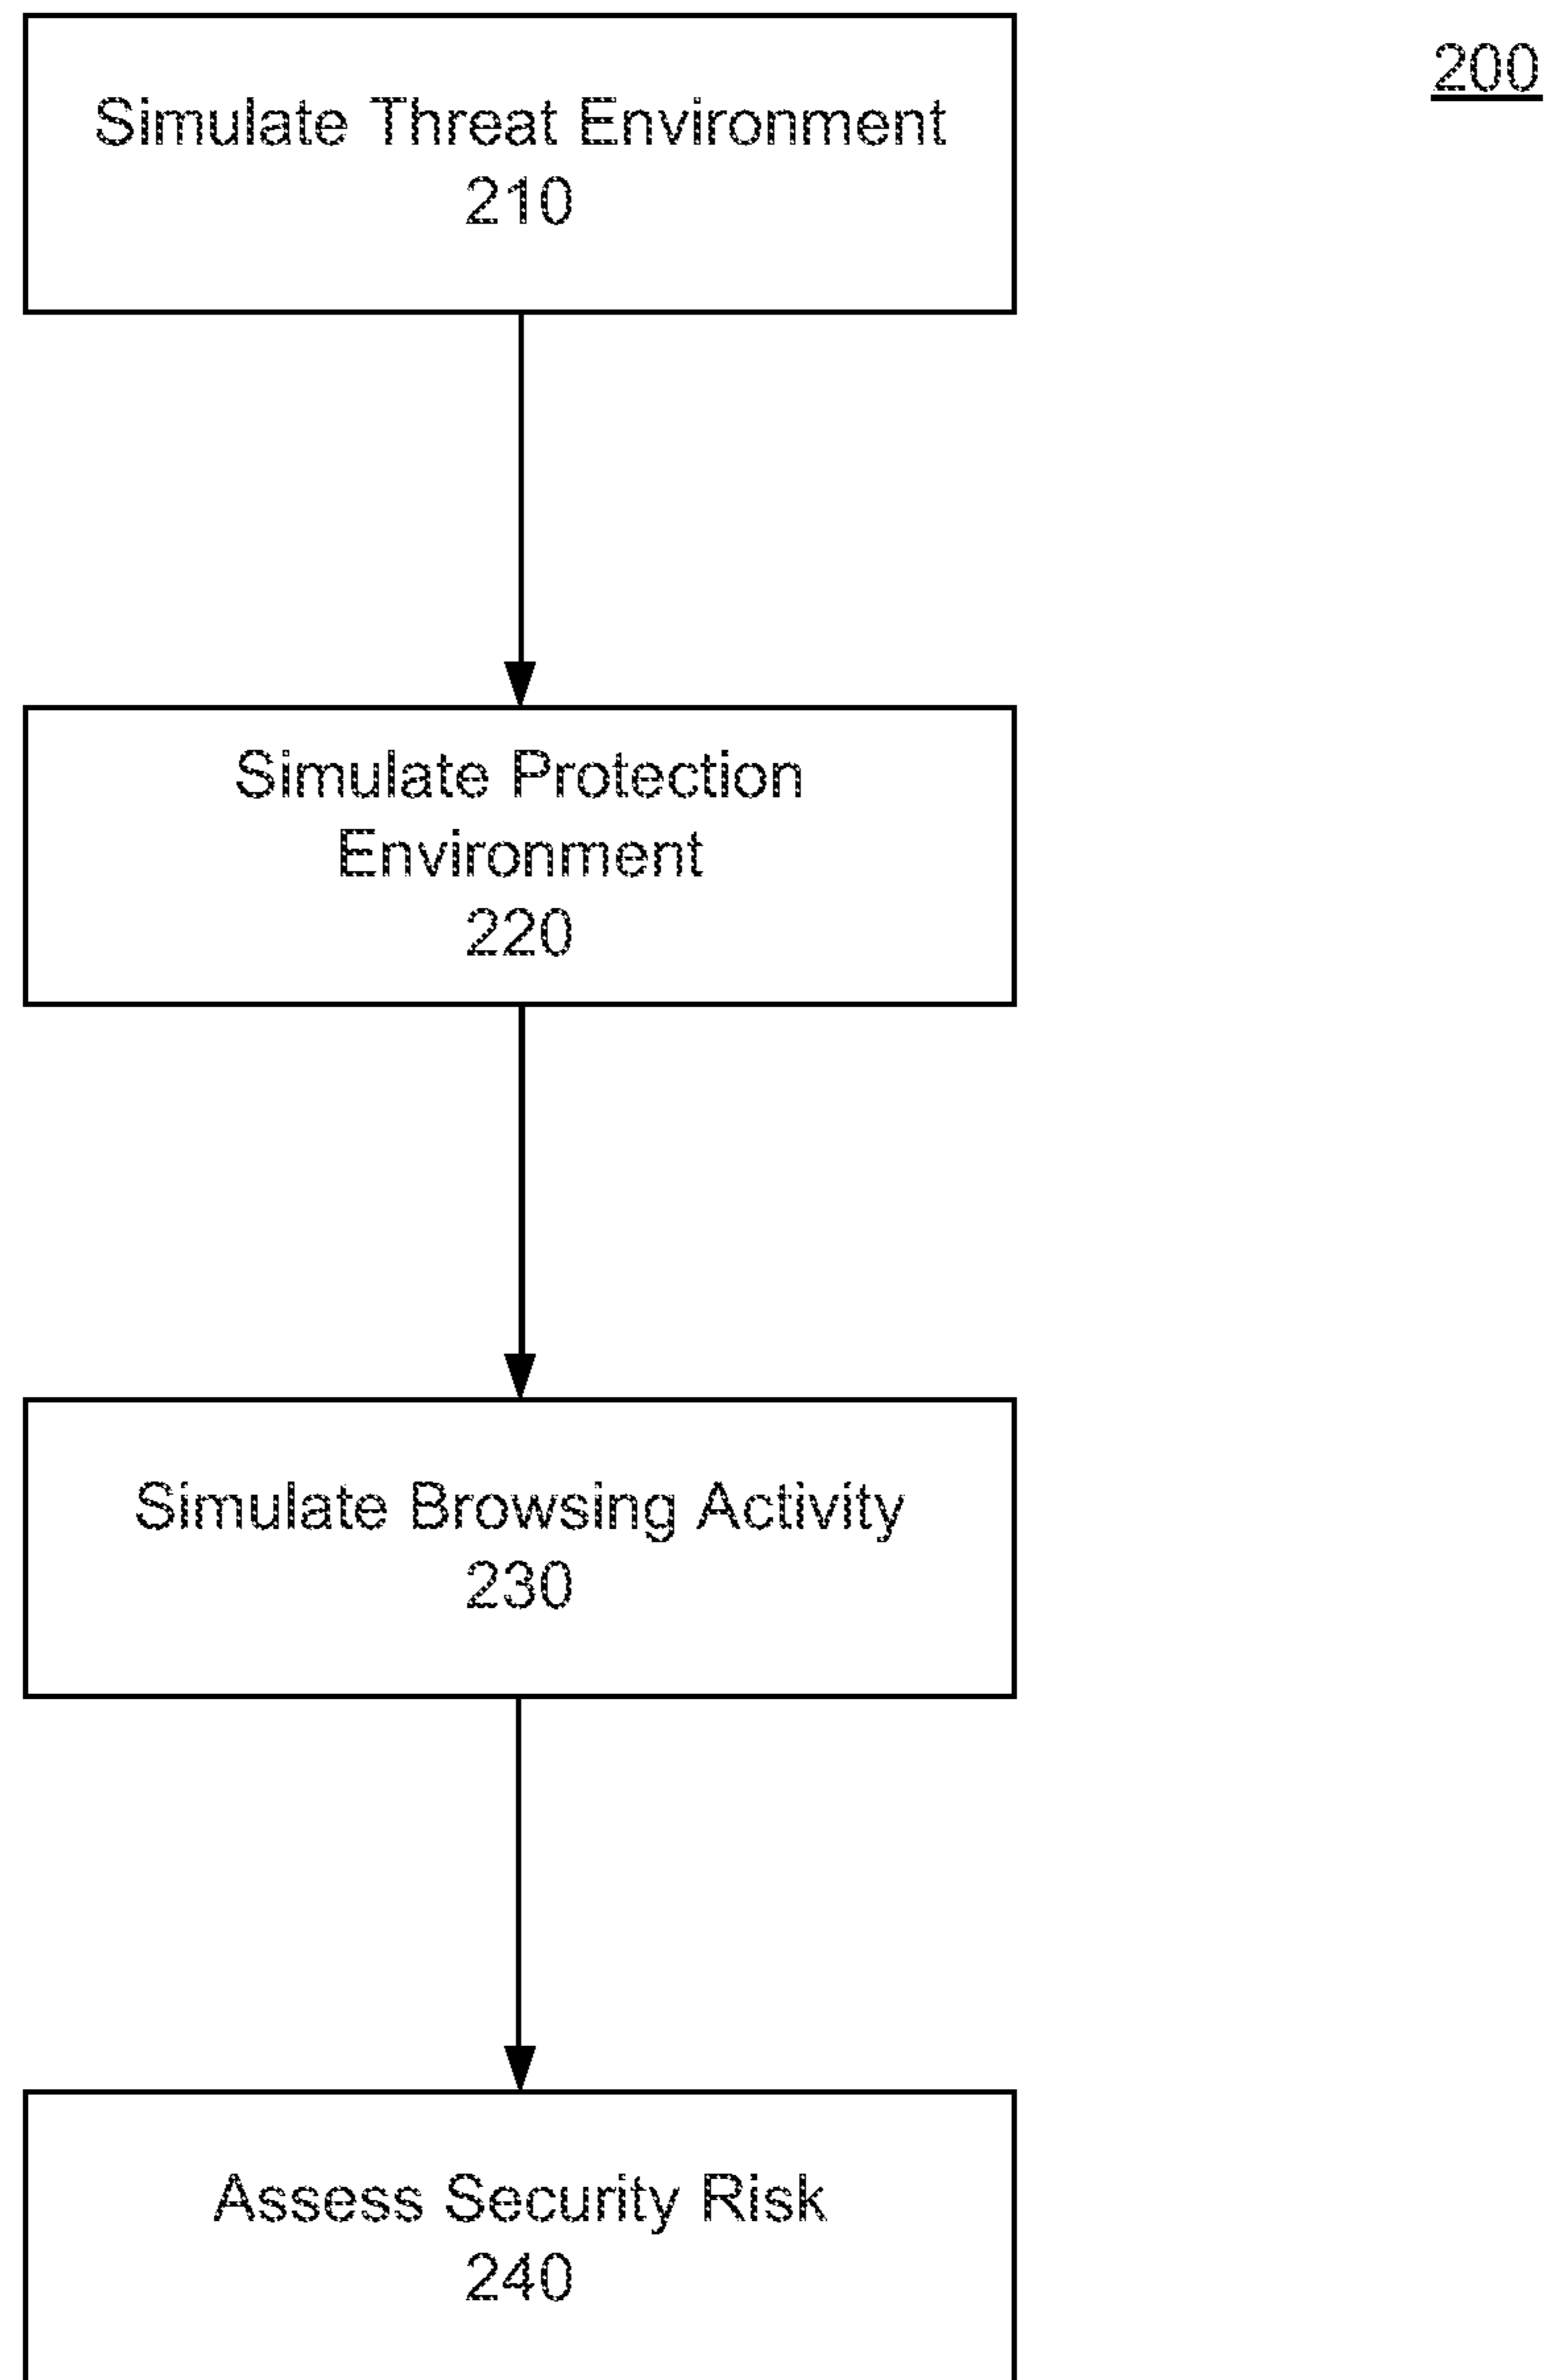 200
Simulate Threat Environment
210
Simulate Protection
Environment
220
Simulate Browsing Activity
230
Assess Security Risk
240